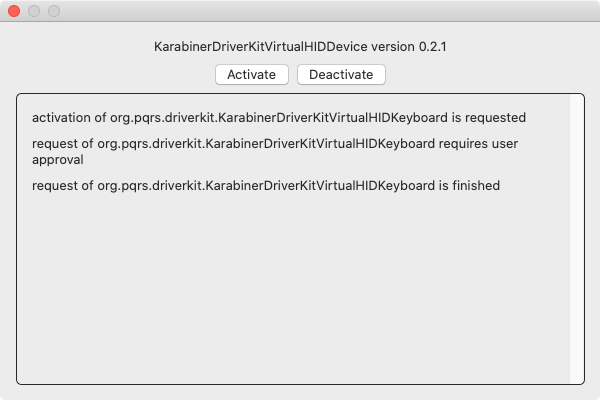 KarabinerDriverKitVirtualHIDDevice version 0.2.1
Activate
Deactivate
activation of org.pqrs.driverkit.KarabinerDriverKitVirtualHIDKeyboard is requested
request of org.pqrs.driverkit.KarabinerDriverKitVirtualHIDKeyboard requires user
approval
request of org.pqrs.driverkit.KarabinerDriverKitVirtualHIDKeyboard is finished